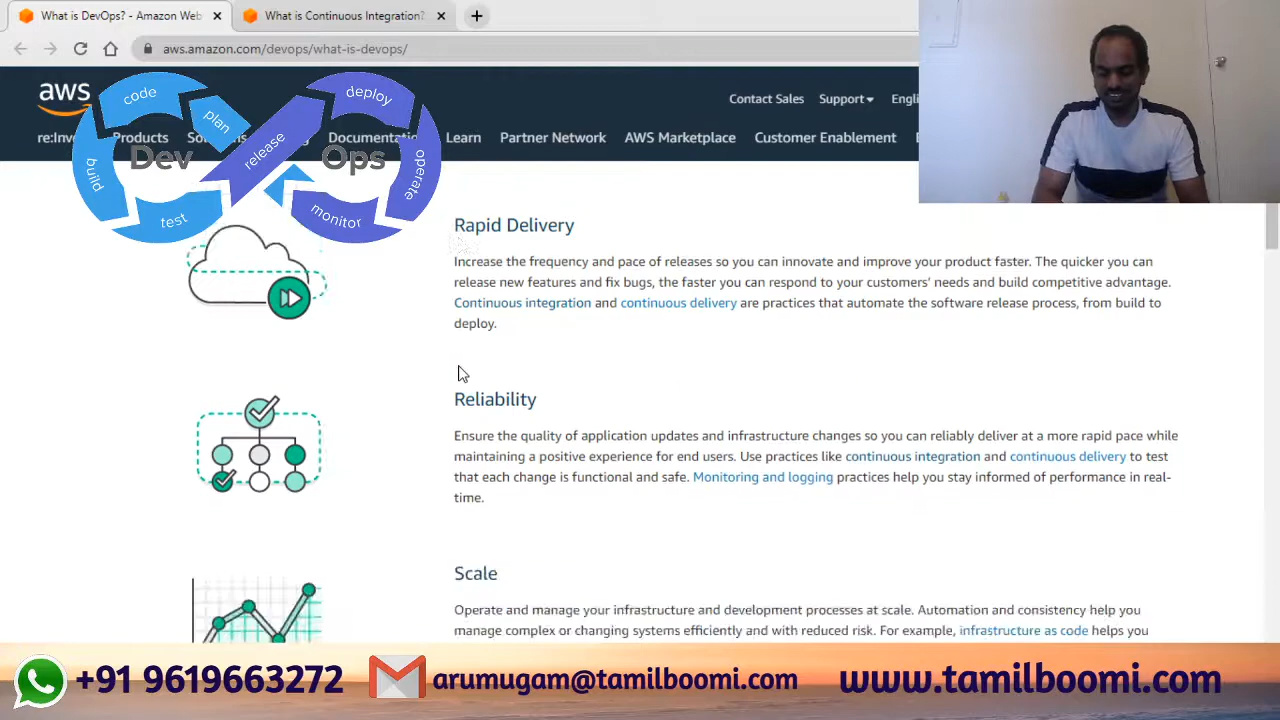 What is DevOps? - Amazon Web
What is Continuous Integration?
aws.amazon.com/devops/what-is-devops/
aws
Contact Sales Support Engli
re:Inv Products Documentatio Learn Partner Network AWS Marketplace Customer Enablement
code
plan
build
test
release
deploy
operate
monitor
Dev
Ops
Rapid Delivery
Increase the frequency and pace of releases so you can innovate and improve your product faster. The quicker you can
release new features and fix bugs, the faster you can respond to your customers' needs and build competitive advantage.
Continuous integration and continuous delivery are practices that automate the software release process, from build to
deploy.
Reliability
Ensure the quality of application updates and infrastructure changes so you can reliably deliver at a more rapid pace while
maintaining a positive experience for end users. Use practices like continuous integration and continuous delivery to test
that each change is functional and safe. Monitoring and logging practices help you stay informed of performance in real-
time.
Scale
Operate and manage your infrastructure and development processes at scale. Automation and consistency help you
manage complex or changing systems efficiently and with reduced risk. For example, infrastructure as code helps you
+91 9619663272 arumugam@tamilboomi.com www.tamilboomi.com